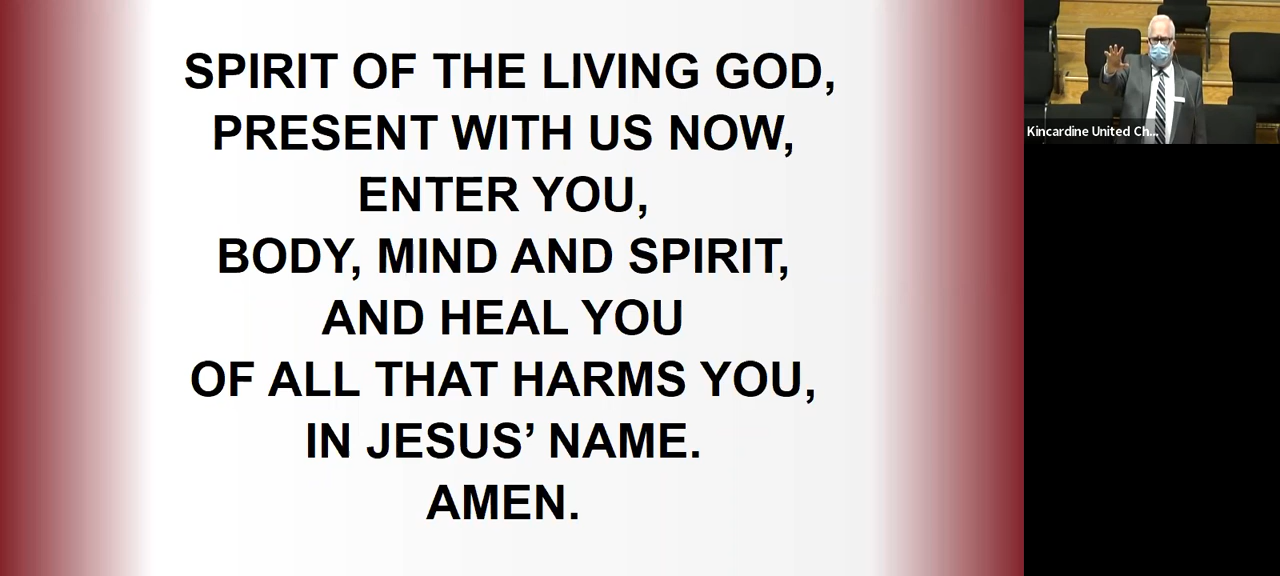 SPIRIT OF THE LIVING GOD,
PRESENT WITH US NOW,
ENTER YOU,
BODY, MIND AND SPIRIT,
AND HEAL YOU
OF ALL THAT HARMS YOU,
IN JESUS’ NAME.
AMEN.
Kincardine United Ch...